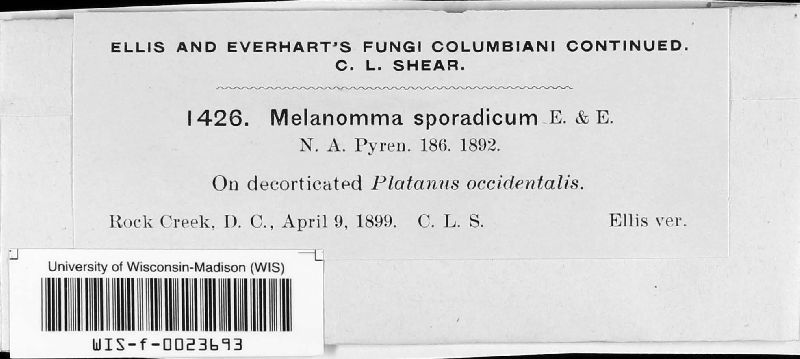 ELLIS AND EVERHART'S FUNGI COLUMBIANI CONTINUED.
C. L. SHEAR.
1426. Melanomma sporadicum E. & E.
N. A. Pyren. 186. 1892.
On decorticated Platanus occidentalis.
Rock Creek, D. C., April 9, 1899. C. L. S. Ellis ver.
University of Wisconsin-Madison (WIS)
WIS-f-0023693